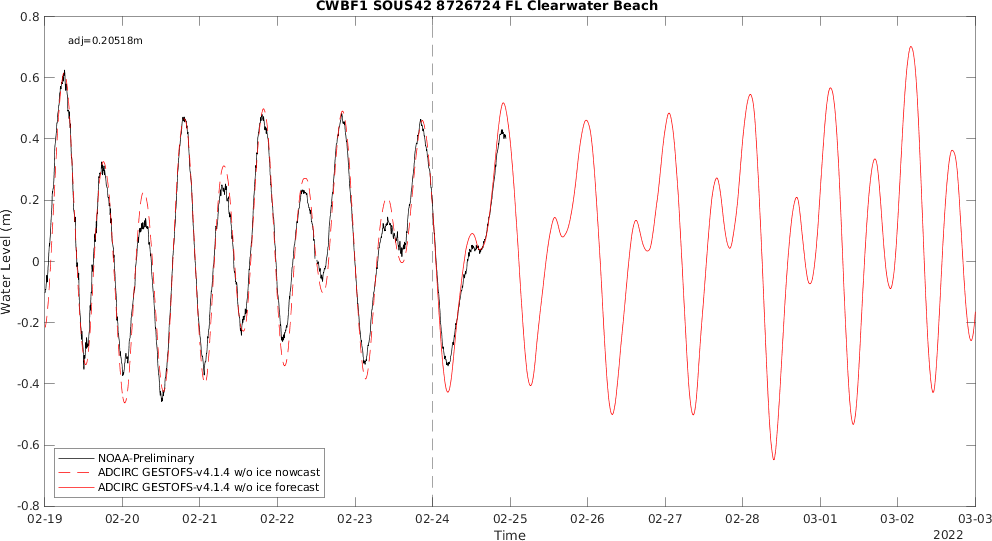 CWBF1 SOUS42 8726724 FL Clearwater Beach
adj=0.20518m
0.8
0.6
0.4
0.2
0
-0.2
-0.4
-0.6
-0.8
Water Level (m)
NOAA-Preliminary
ADCIRC GESTOFS-v4.1.4 w/o ice nowcast
ADCIRC GESTOFS-v4.1.4 w/o ice forecast
02-19 02-20 02-21 02-22 02-23 02-24 02-25 02-26 02-27 02-28 03-01 03-02 03-03
Time
2022